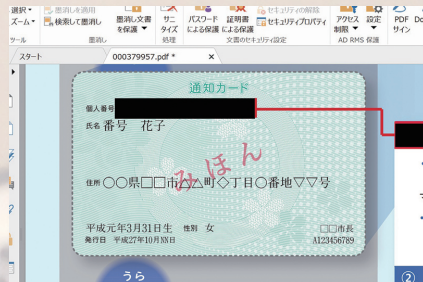 選択▾
墨消しを適用
セキュリティの解除
ズーム▾
検索して墨消し
墨消し文書を保護▾
サニタイズ
パスワードによる保護
証明書による保護
セキュリティプロパティ
アクセス制限▾
設定▾
PDFサイン
ツール
墨消し
処理
文書のセキュリティ設定
AD RMS 保護
スタート
000379957.pdf *
×
通知カード
個人番号
氏名 番号 花子
みほん
住所 ○○県□□市△△町◇丁目○番地▽▽号
平成元年3月31日生 性別 女
□□市長
発行日 平成27年10月NN日
A123456789
うら
②